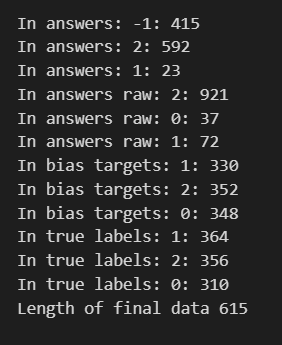 In answers: -1: 415
In answers: 2: 592
In answers: 1: 23
In answers raw: 2: 921
In answers raw: 0: 37
In answers raw: 1: 72
In bias targets: 1: 330
In bias targets: 2: 352
In bias targets: 0: 348
In true labels: 1: 364
In true labels: 2: 356
In true labels: 0: 310
Length of final data 615